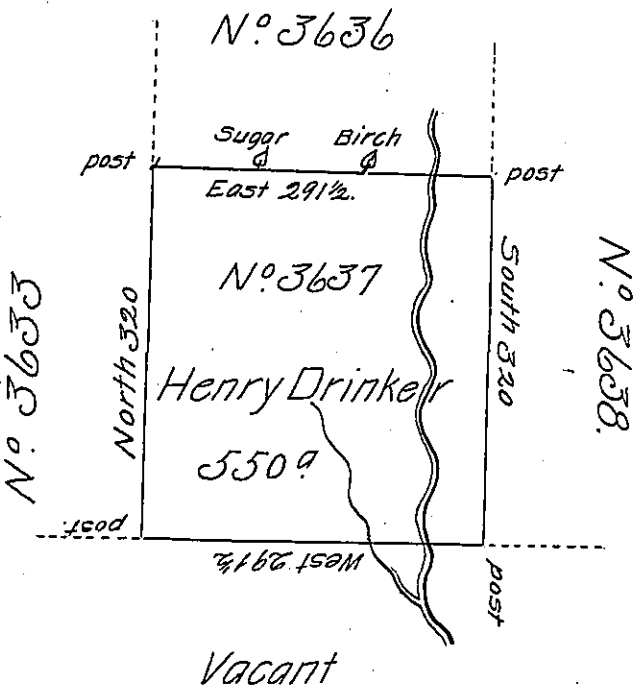 Nº 3636
Sugar Birch
post post
East 291½.
Nº 3637
Nº 3633
North 320
South 320
Nº 3638.
Henry Drinker
550 a
post
West 291½
post
Vacant